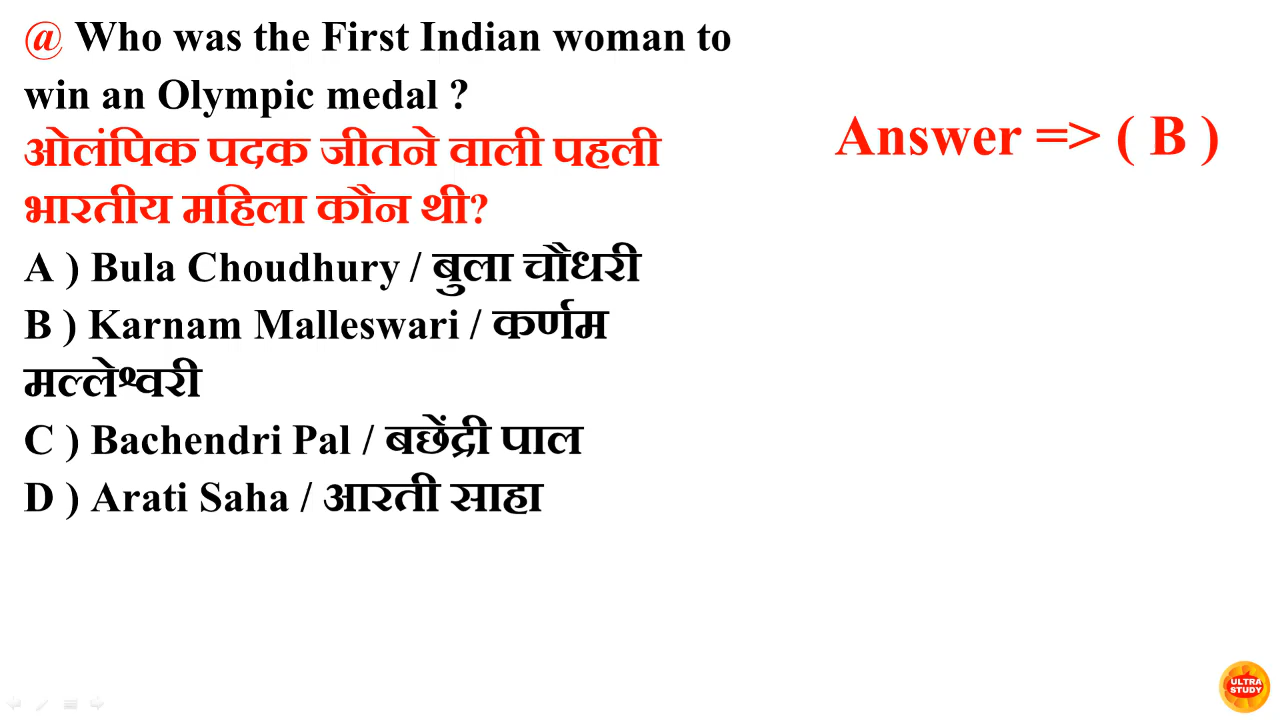 @ Who was the First Indian woman to
win an Olympic medal ?
ओलंपिक पदक जीतने वाली पहली
भारतीय महिला कौन थी?
A ) Bula Choudhury / बुला चौधरी
B ) Karnam Malleswari / कर्णम
मल्लेश्वरी
C ) Bachendri Pal / बछेंद्री पाल
D ) Arati Saha / आरती साहा
Answer => ( B )
ULTRA
STUDY